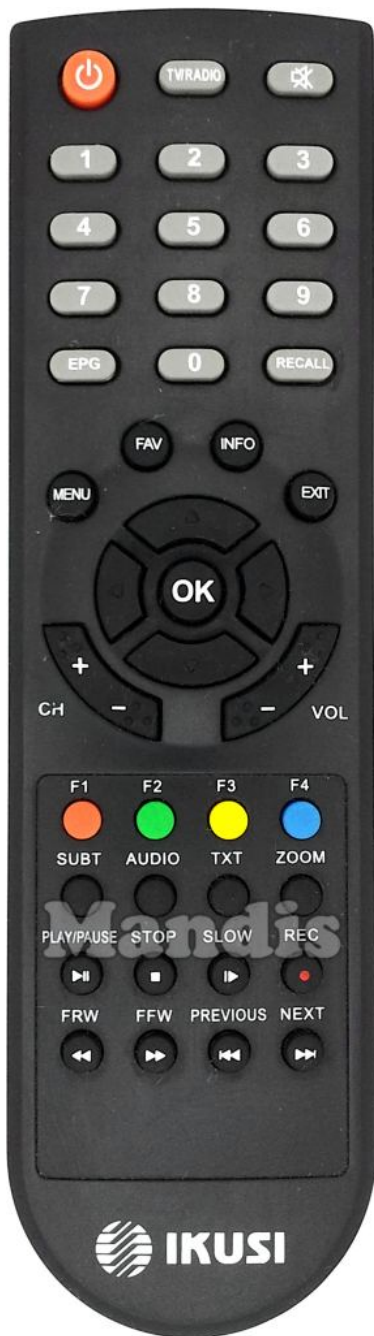 TV/RADIO
1 2 3
4 5 6
7 8 9
EPG 0 RECALL
FAV INFO
MENU EXIT
OK
+ +
CH - - VOL
F1 F2 F3 F4
SUBT AUDIO TXT ZOOM
Mandis
PLAY/PAUSE STOP SLOW REC
FRW FFW PREVIOUS NEXT
IKUSI